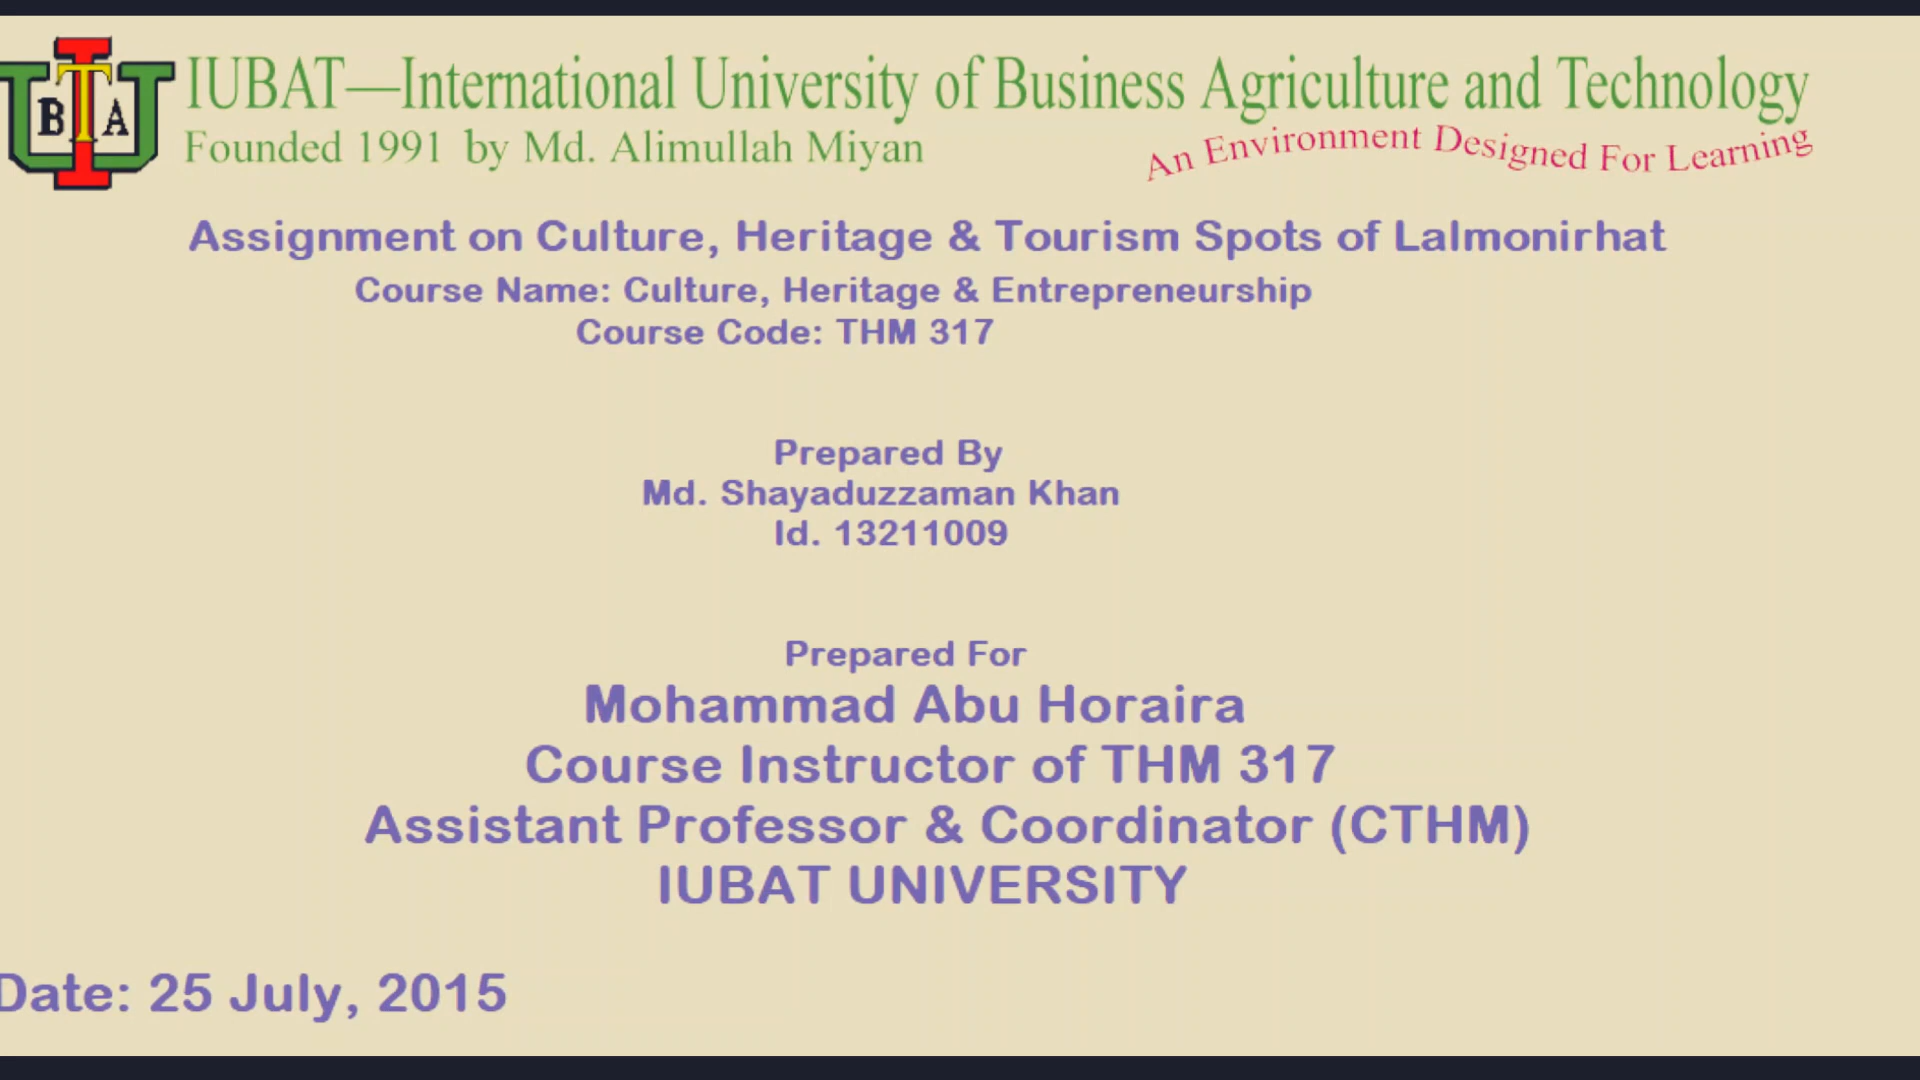 IUBAT—International University of Business Agriculture and Technology
Founded 1991 by Md. Alimullah Miyan
An Environment Designed For Learning
Assignment on Culture, Heritage & Tourism Spots of Lalmonirhat
Course Name: Culture, Heritage & Entrepreneurship
Course Code: THM 317
Prepared By
Md. Shayaduzzaman Khan
Id. 13211009
Prepared For
Mohammad Abu Horaira
Course Instructor of THM 317
Assistant Professor & Coordinator (CTHM)
IUBAT UNIVERSITY
Date: 25 July, 2015